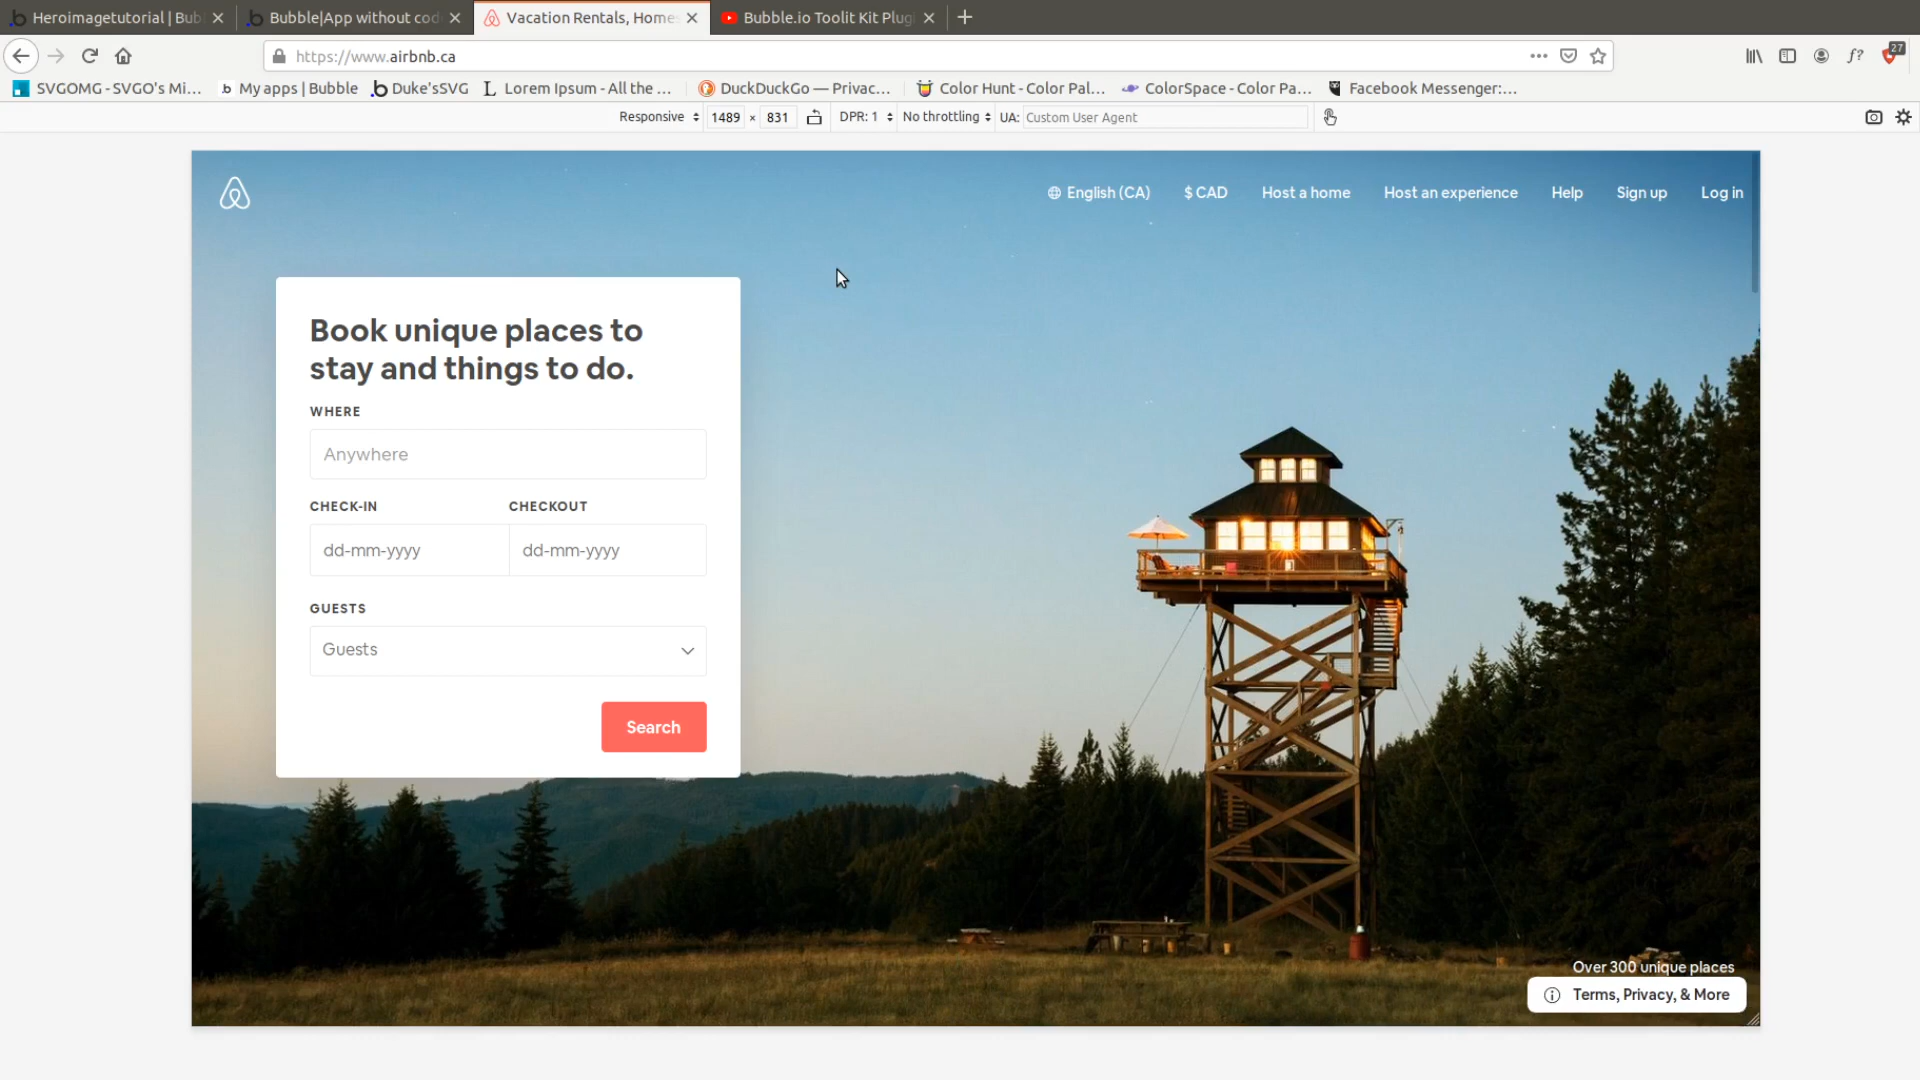 Heroimagetutorial | Bub
Bubble|App without cod
Vacation Rentals, Home
Bubble.io Toolit Kit Plug
https://www.airbnb.ca
27
SVGOMG - SVGO's Mi...
My apps | Bubble
Duke'sSVG
Lorem Ipsum - All the ...
DuckDuckGo — Privac...
Color Hunt - Color Pal...
ColorSpace - Color Pa...
Facebook Messenger:...
Responsive 1489 × 831 DPR: 1 No throttling UA: Custom User Agent
English (CA) $ CAD Host a home Host an experience Help Sign up Log in
Book unique places to
stay and things to do.
WHERE
Anywhere
CHECK-IN CHECKOUT
dd-mm-yyyy dd-mm-yyyy
GUESTS
Guests
Search
Over 300 unique places
Terms, Privacy, & More